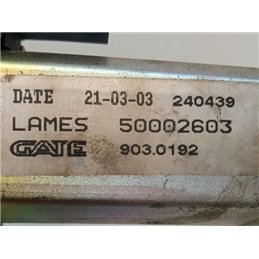 DATE 21-03-03 240439
LAMES 50002603
GATE 903.0192